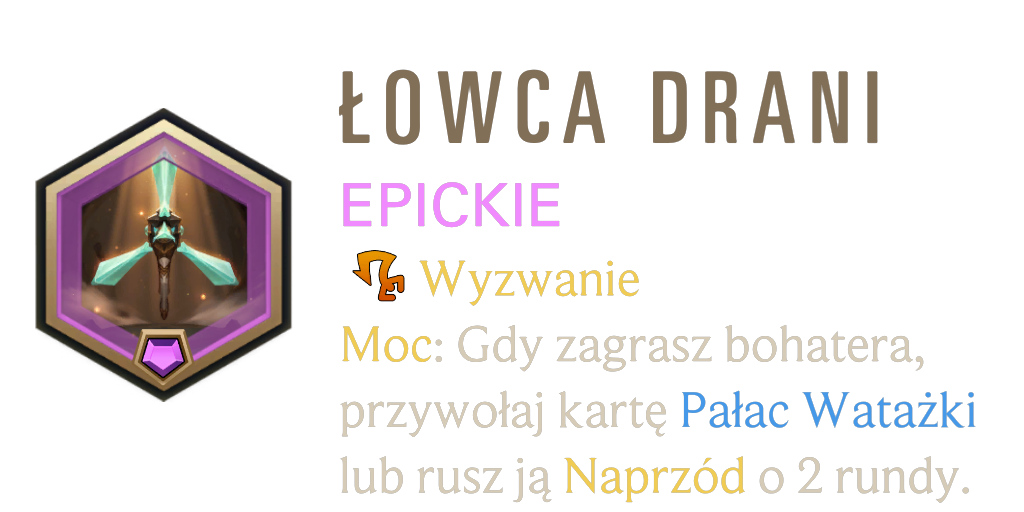 ŁOWCA DRANI
EPICKIE
Wyzwanie
Moc: Gdy zagrasz bohatera,
przywołaj kartę Pałac Watażki
lub rusz ją Naprzód o 2 rundy.